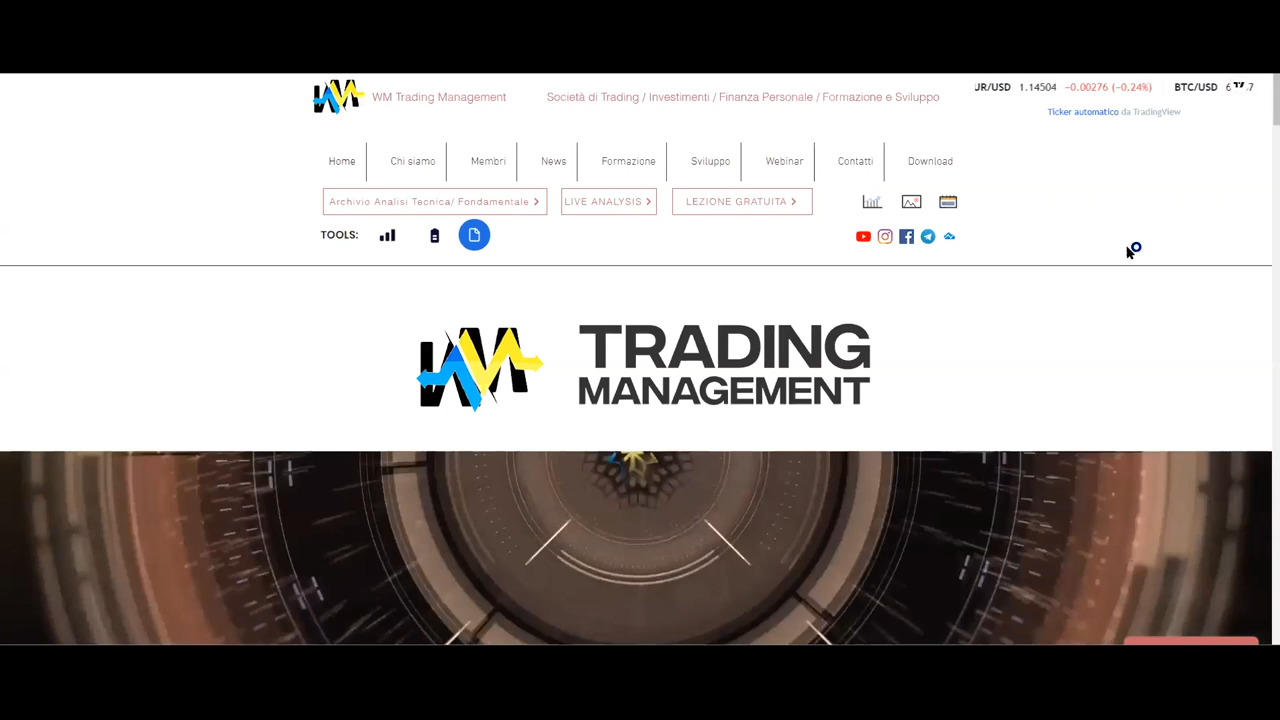 WM Trading Management
Società di Trading / Investimenti / Finanza Personale / Formazione e Sviluppo
UR/USD 1.14504 −0.00276 (−0.24%) BTC/USD
Ticker automatico da TradingView
Home Chi siamo Membri News Formazione Sviluppo Webinar Contatti Download
Archivio Analisi Tecnica/ Fondamentale > LIVE ANALYSIS > LEZIONE GRATUITA >
TOOLS:
WM TRADING
MANAGEMENT